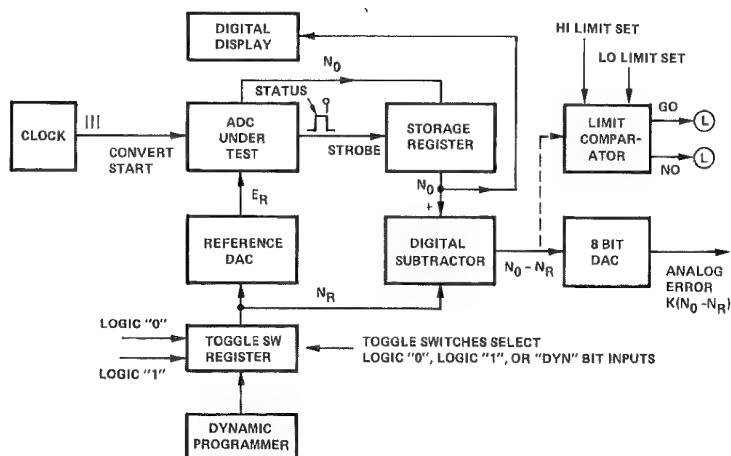 DIGITAL
DISPLAY
HI LIMIT SET
LO LIMIT SET
N0
STATUS
CLOCK
CONVERT
START
ADC
UNDER
TEST
STROBE
STORAGE
REGISTER
LIMIT
COMPAR-
ATOR
GO
L
NO
L
ER
N0
+
REFERENCE
DAC
DIGITAL
SUBTRACTOR
N0 – NR
8 BIT
DAC
ANALOG
ERROR
K(N0 –NR)
NR
LOGIC "0"
LOGIC "1"
TOGGLE SW
REGISTER
TOGGLE SWITCHES SELECT
LOGIC "0", LOGIC "1", OR "DYN" BIT INPUTS
DYNAMIC
PROGRAMMER